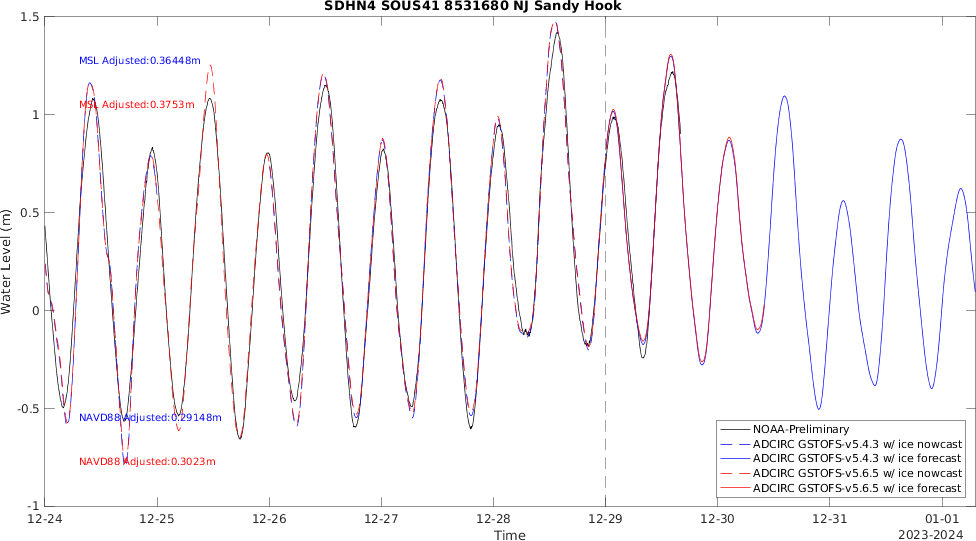 SDHN4 SOUS41 8531680 NJ Sandy Hook
1.5
1
0.5
0
-0.5
-1
Water Level (m)
MSL Adjusted:0.36448m
MSL Adjusted:0.3753m
NAVD88 Adjusted:0.29148m
NAVD88 Adjusted:0.3023m
NOAA-Preliminary
ADCIRC GSTOFS-v5.4.3 w/ ice nowcast
ADCIRC GSTOFS-v5.4.3 w/ ice forecast
ADCIRC GSTOFS-v5.6.5 w/ ice nowcast
ADCIRC GSTOFS-v5.6.5 w/ ice forecast
12-24 12-25 12-26 12-27 12-28 12-29 12-30 12-31 01-01
Time
2023-2024